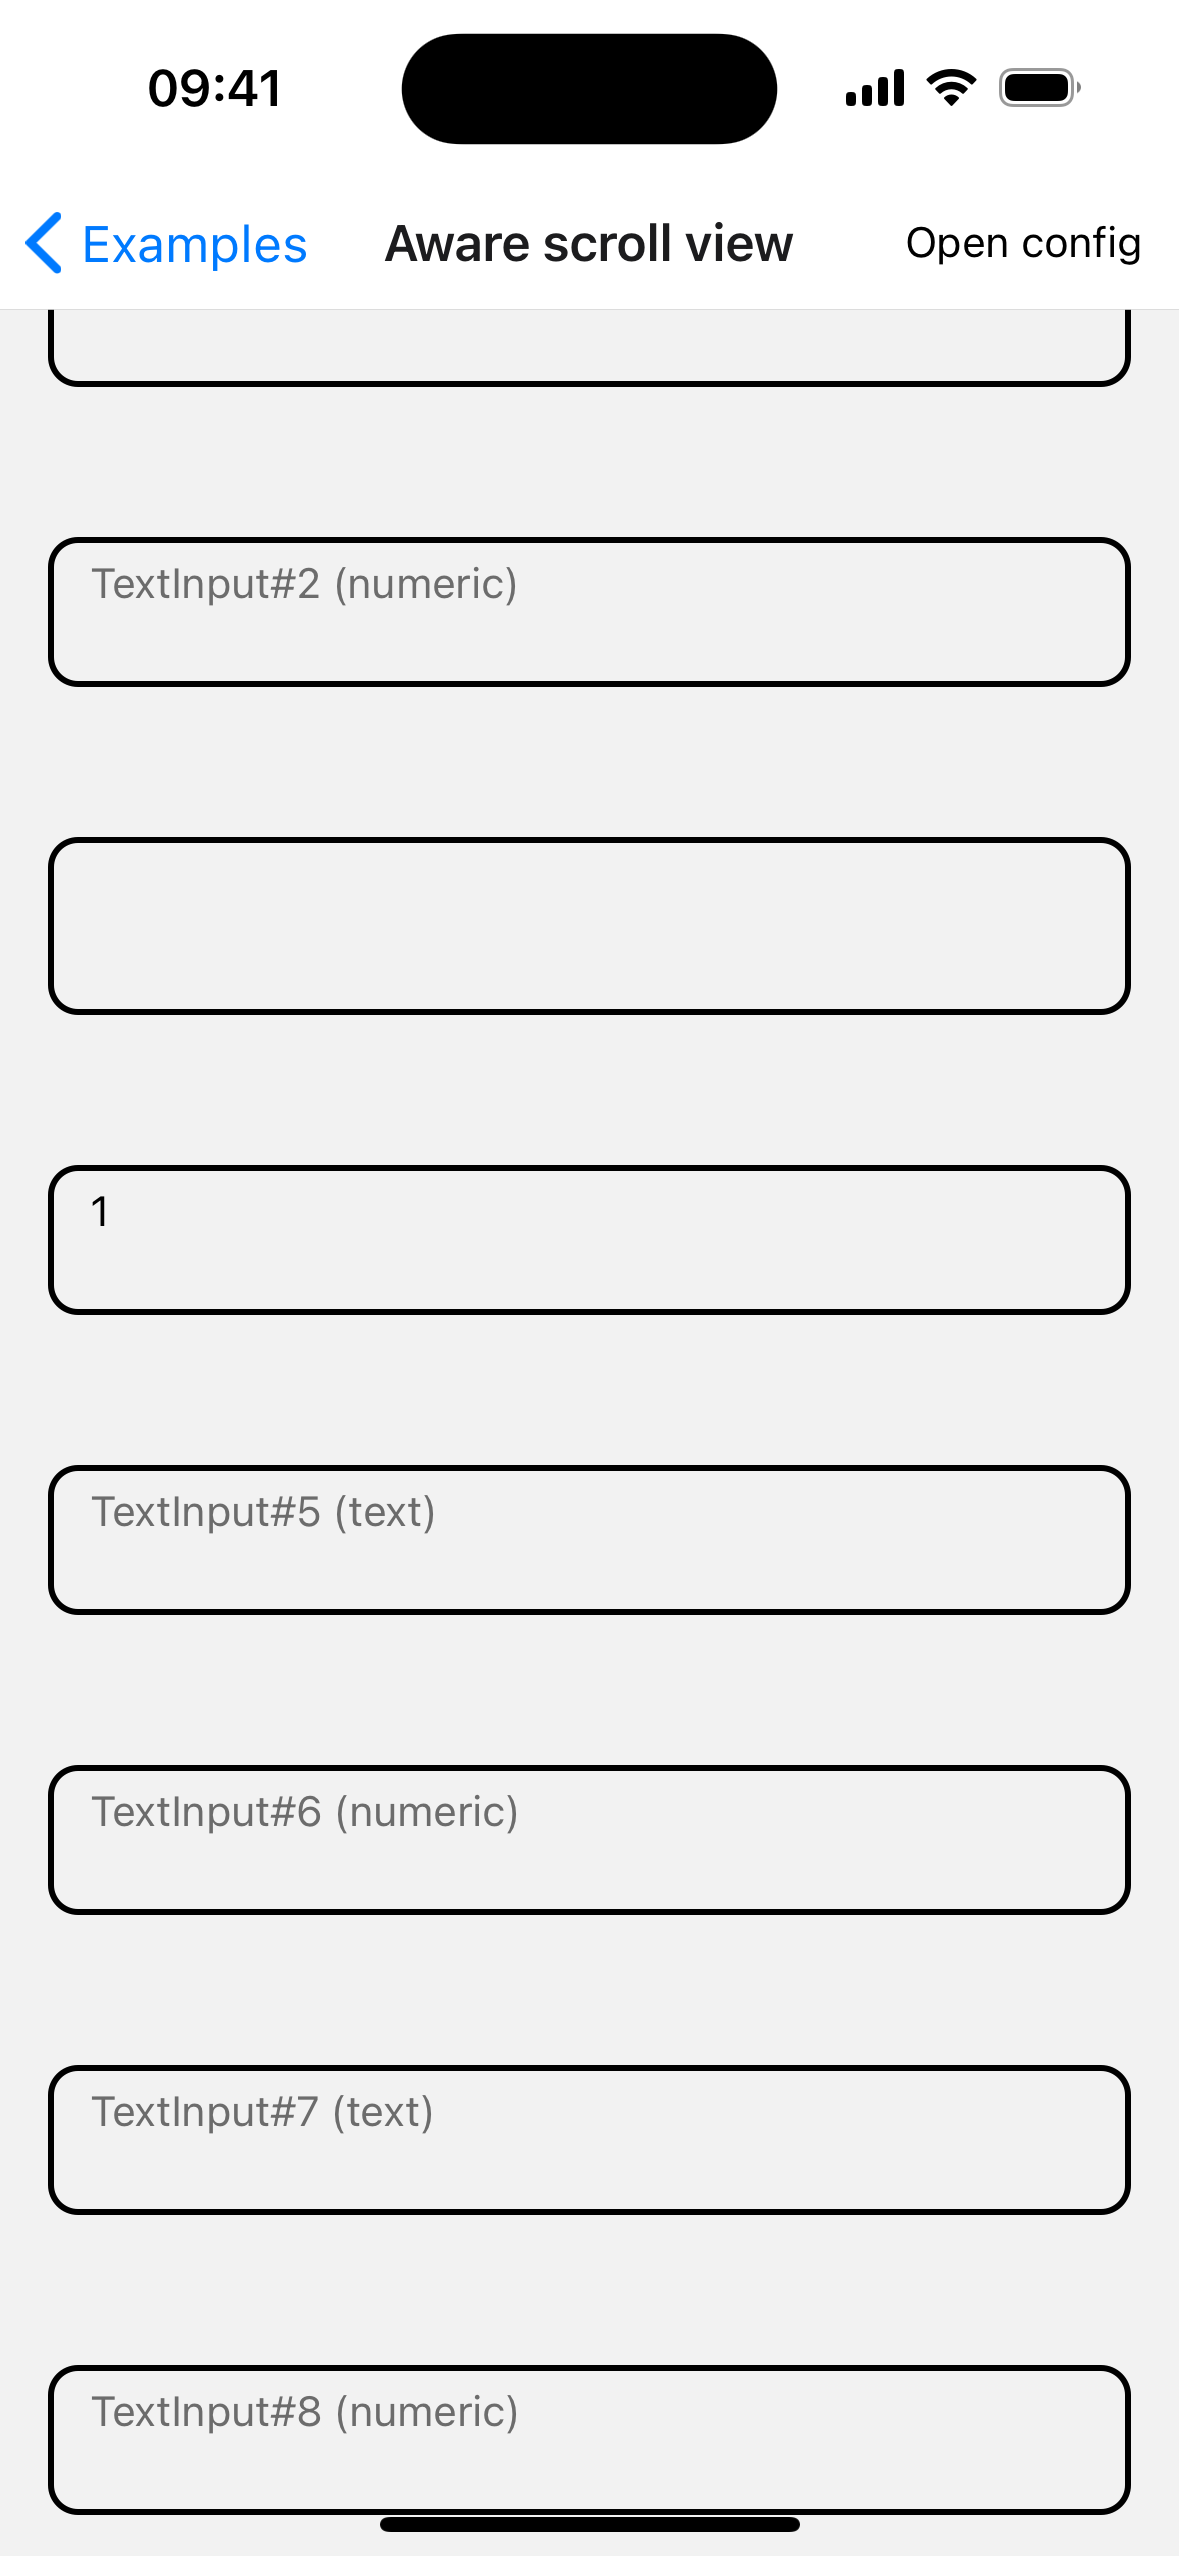 09:41
Examples
Aware scroll view
Open config
TextInput#2 (numeric)
1
TextInput#5 (text)
TextInput#6 (numeric)
TextInput#7 (text)
TextInput#8 (numeric)